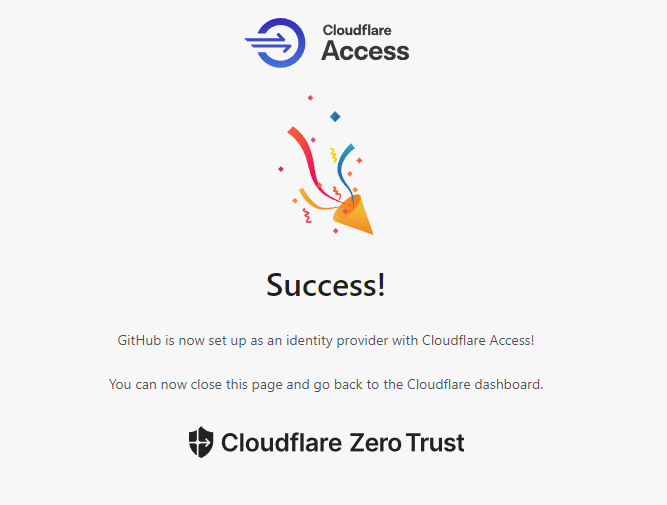 Cloudflare
Access
Success!
GitHub is now set up as an identity provider with Cloudflare Access!
You can now close this page and go back to the Cloudflare dashboard.
Cloudflare Zero Trust